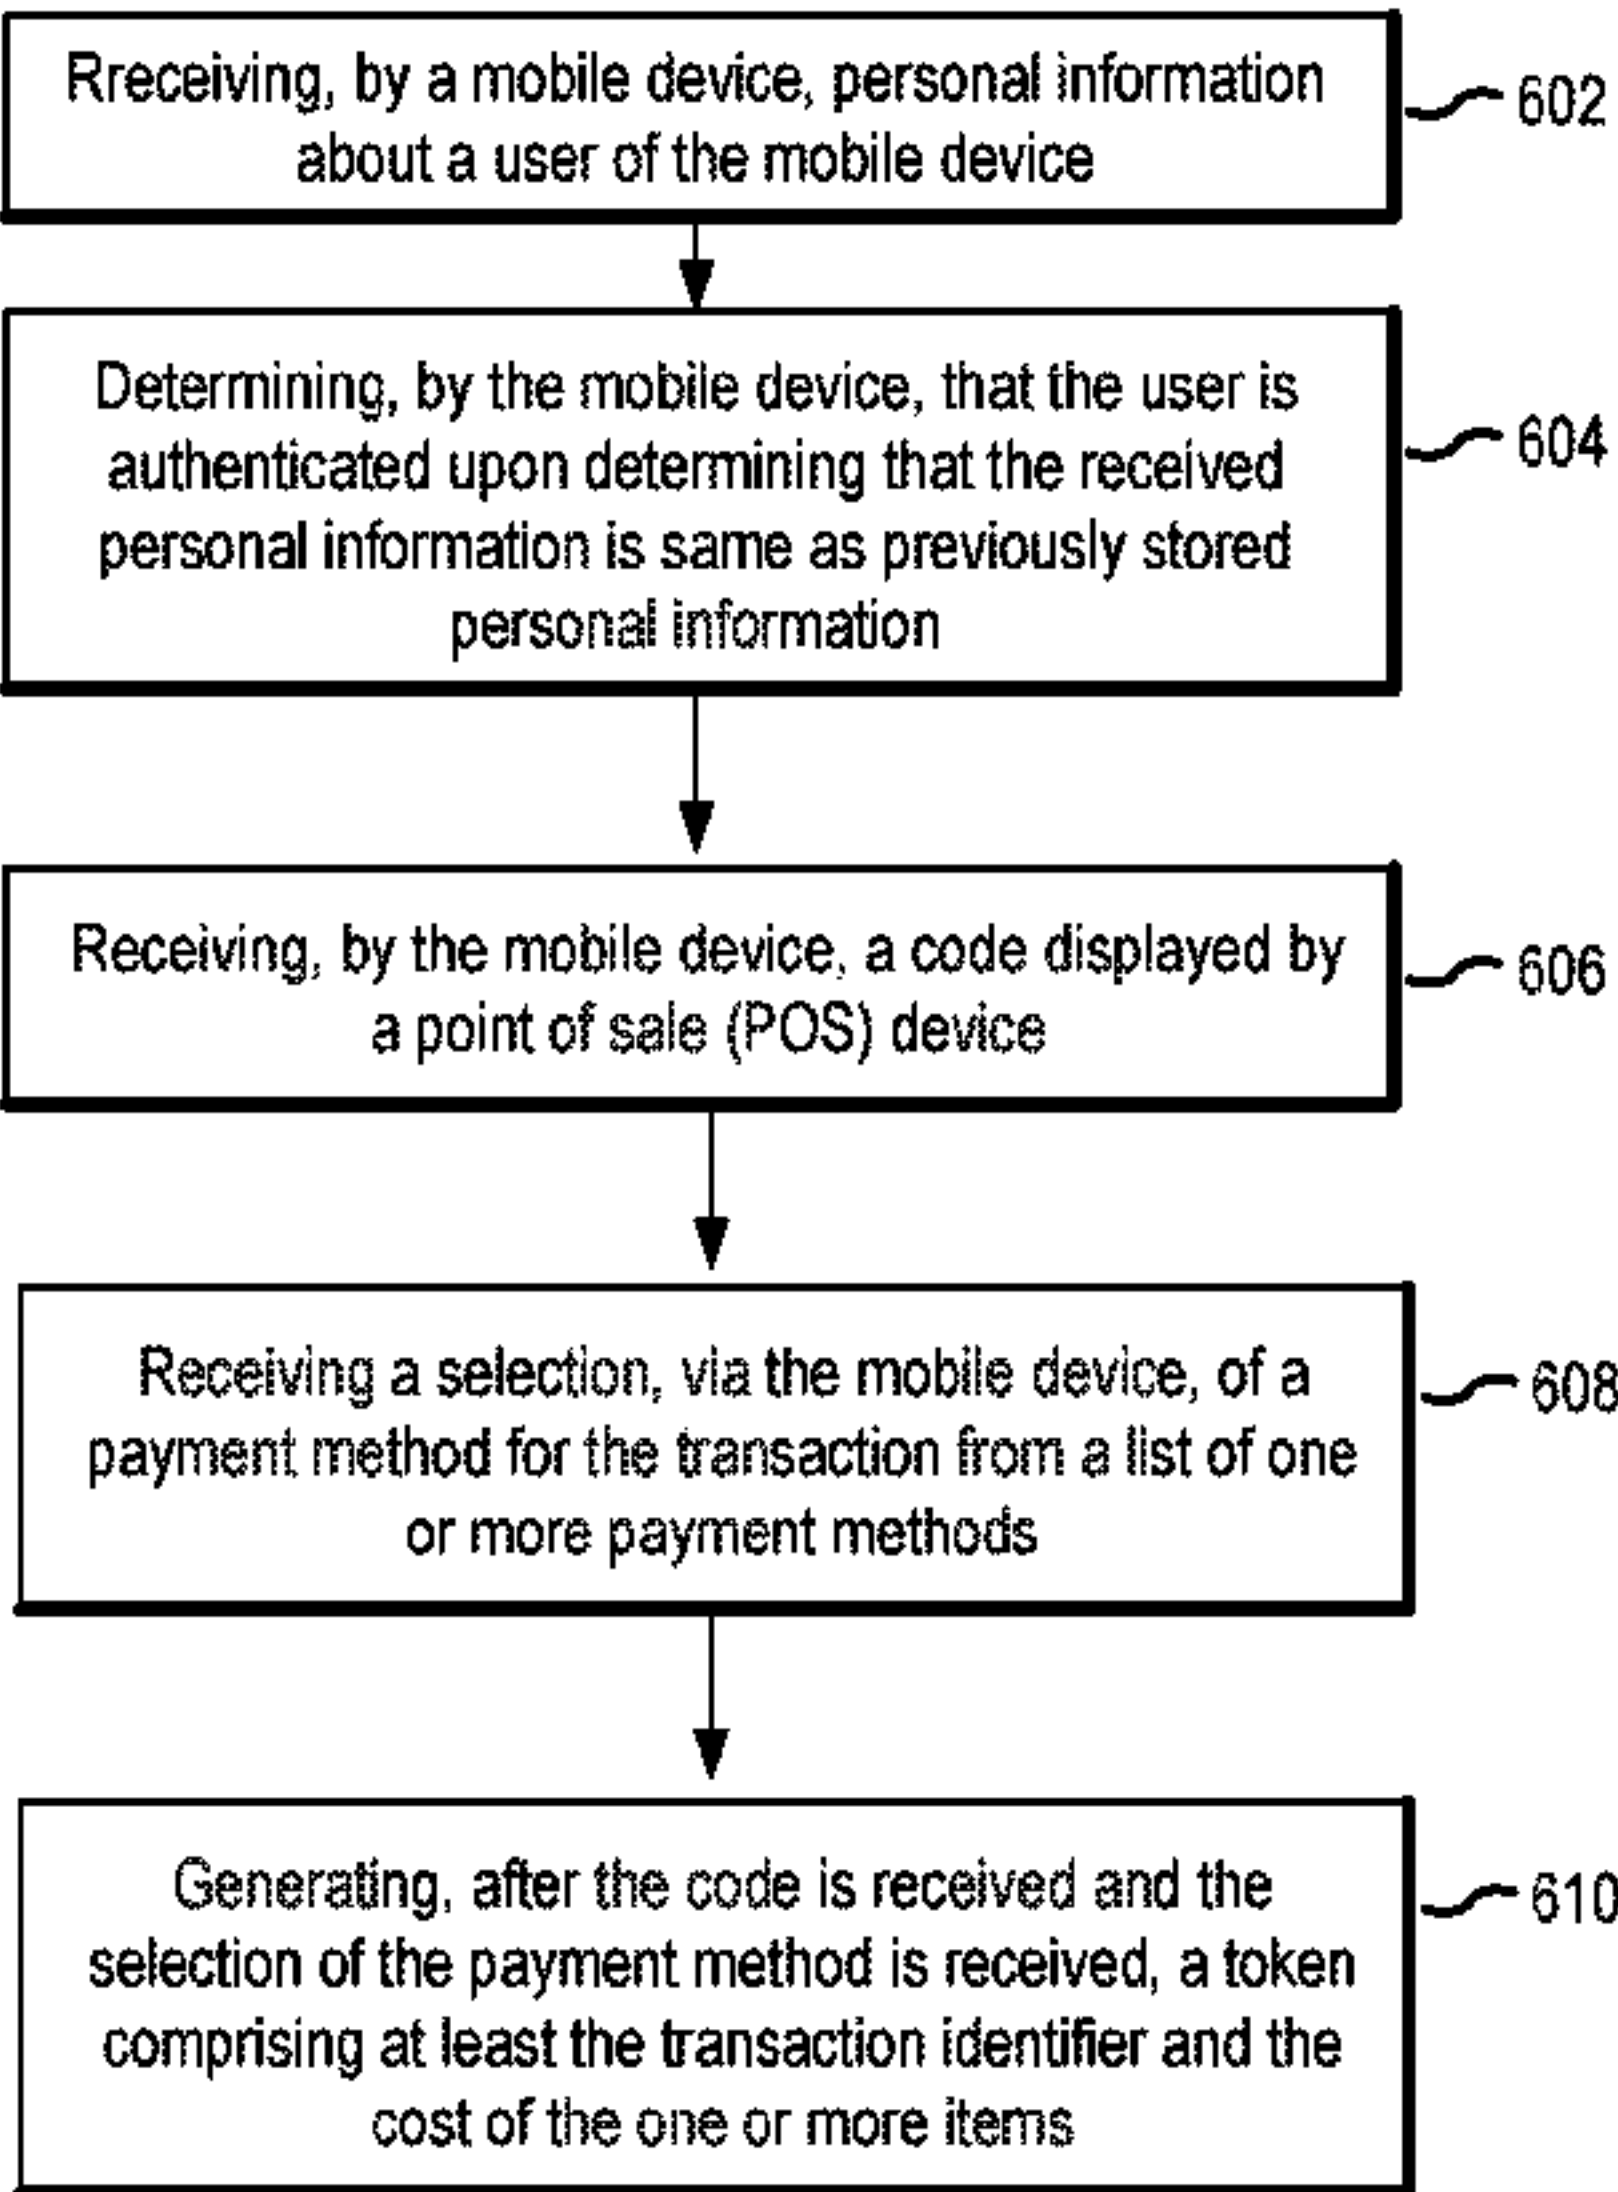 Rreceiving, by a mobile device, personal information
about a user of the mobile device
602
Determining, by the mobile device, that the user is
authenticated upon determining that the received
personal information is same as previously stored
personal information
604
Receiving, by the mobile device, a code displayed by
a point of sale (POS) device
606
Receiving a selection, via the mobile device, of a
payment method for the transaction from a list of one
or more payment methods
608
Generating, after the code is received and the
selection of the payment method is received, a token
comprising at least the transaction identifier and the
cost of the one or more items
610